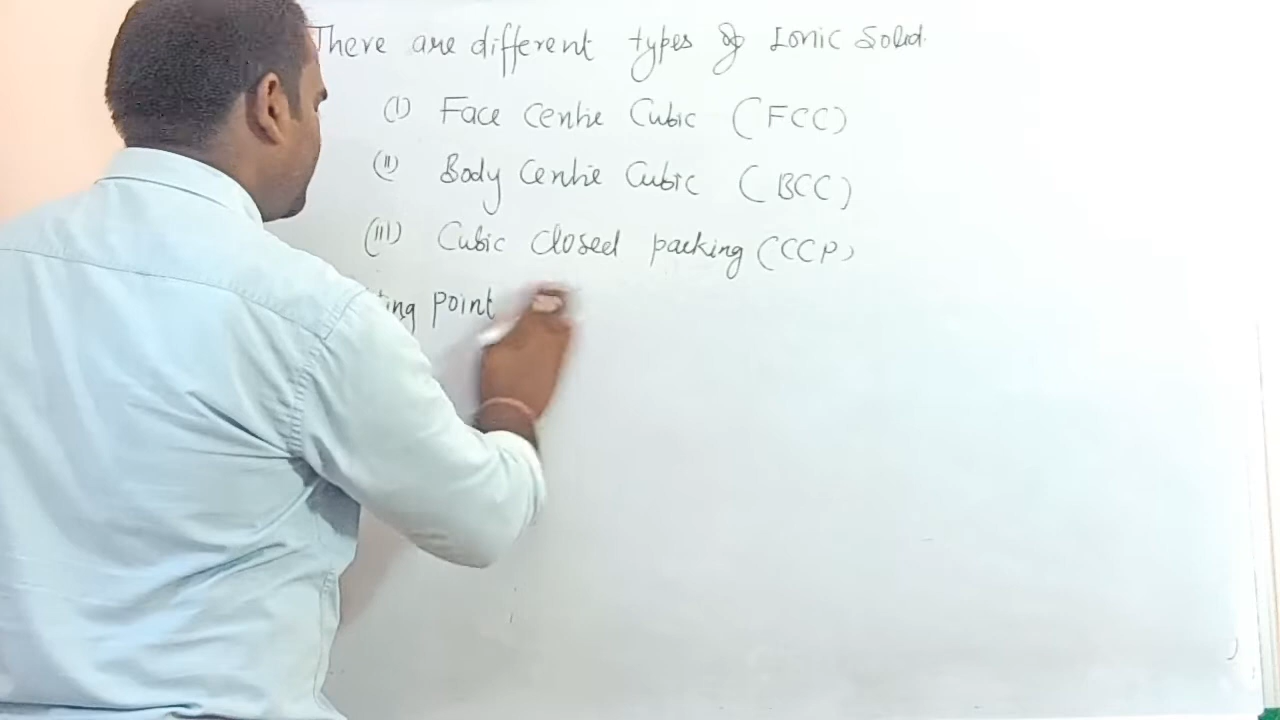 There are different types of Ionic Solid.
(I) Face Centre Cubic (FCC)
(II) Body Centre Cubic (BCC)
(III) Cubic Closed packing (CCP)
point